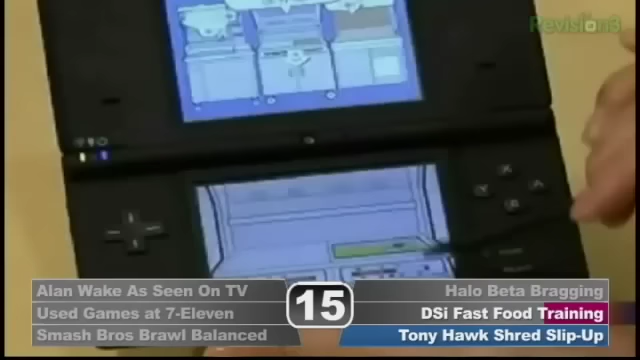 Revision3
Alan Wake As Seen On TV
Used Games at 7-Eleven
Smash Bros Brawl Balanced
15
Halo Beta Bragging
DSi Fast Food Training
Tony Hawk Shred Slip-Up
X
Y
A
B